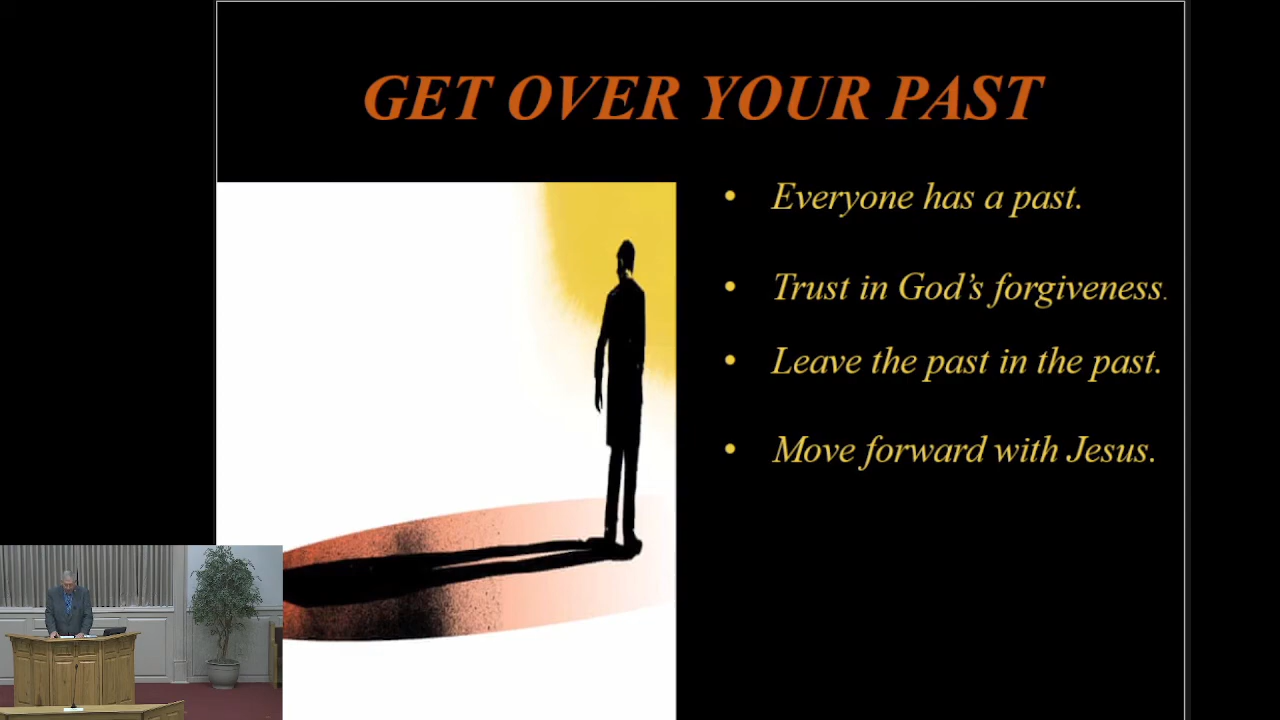 GET OVER YOUR PAST
• Everyone has a past.
• Trust in God’s forgiveness.
• Leave the past in the past.
• Move forward with Jesus.